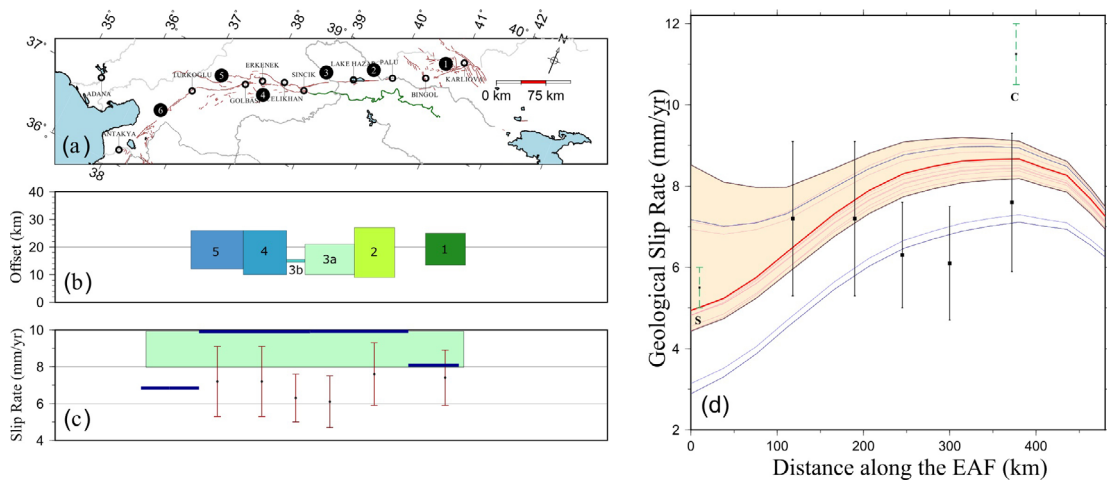 35 36 37 38 39 40 41 42 40°
37°
36°
38
N
5 ERKENEK 3 LAKE HAZAR 2 PALU 1
TÜRKOĞLU SINCIK KARLIOVA
ADANA GOLBASI 4 CELIKHAN BINGOL
0 km 75 km
6
ANTAKYA
(a)
Offset (km)
40
30
20
10
0
5 4 3b 3a 2 1
(b)
Slip Rate (mm/yr)
10
8
6
4
(c)
Geological Slip Rate (mm/yr)
12
10
8
6
4
2
C
S
(d)
0 100 200 300 400
Distance along the EAF (km)